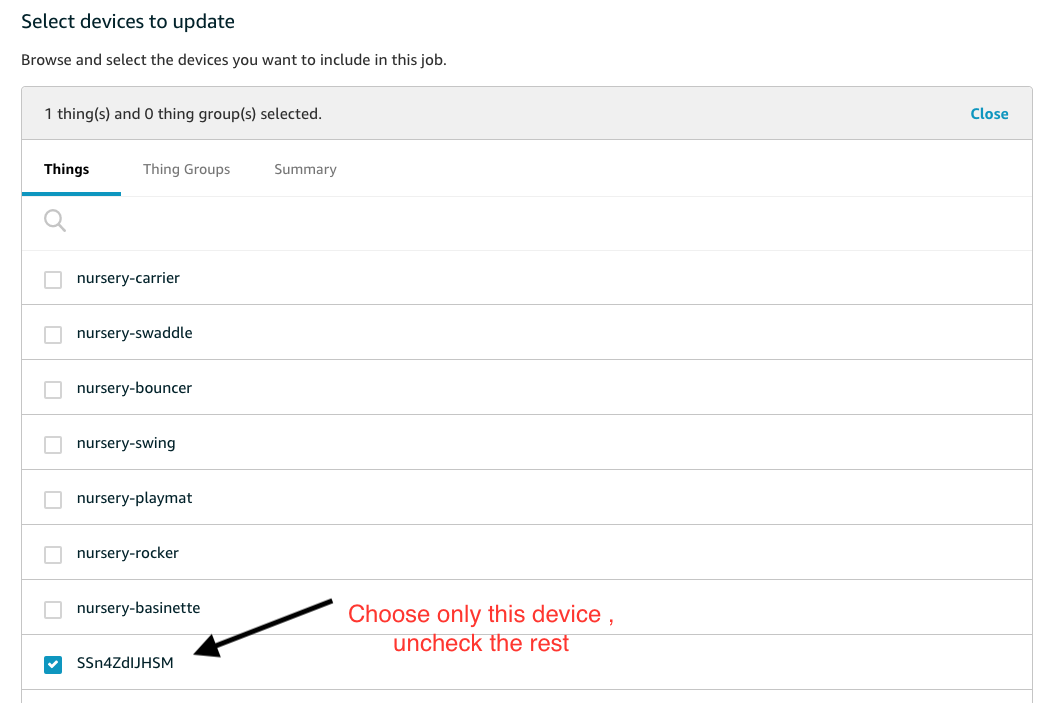 Select devices to update
Browse and select the devices you want to include in this job.
1 thing(s) and 0 thing group(s) selected.
Close
Things
Thing Groups
Summary
nursery-carrier
nursery-swaddle
nursery-bouncer
nursery-swing
nursery-playmat
nursery-rocker
nursery-basinette
Choose only this device ,
uncheck the rest
SSn4ZdIJHSM